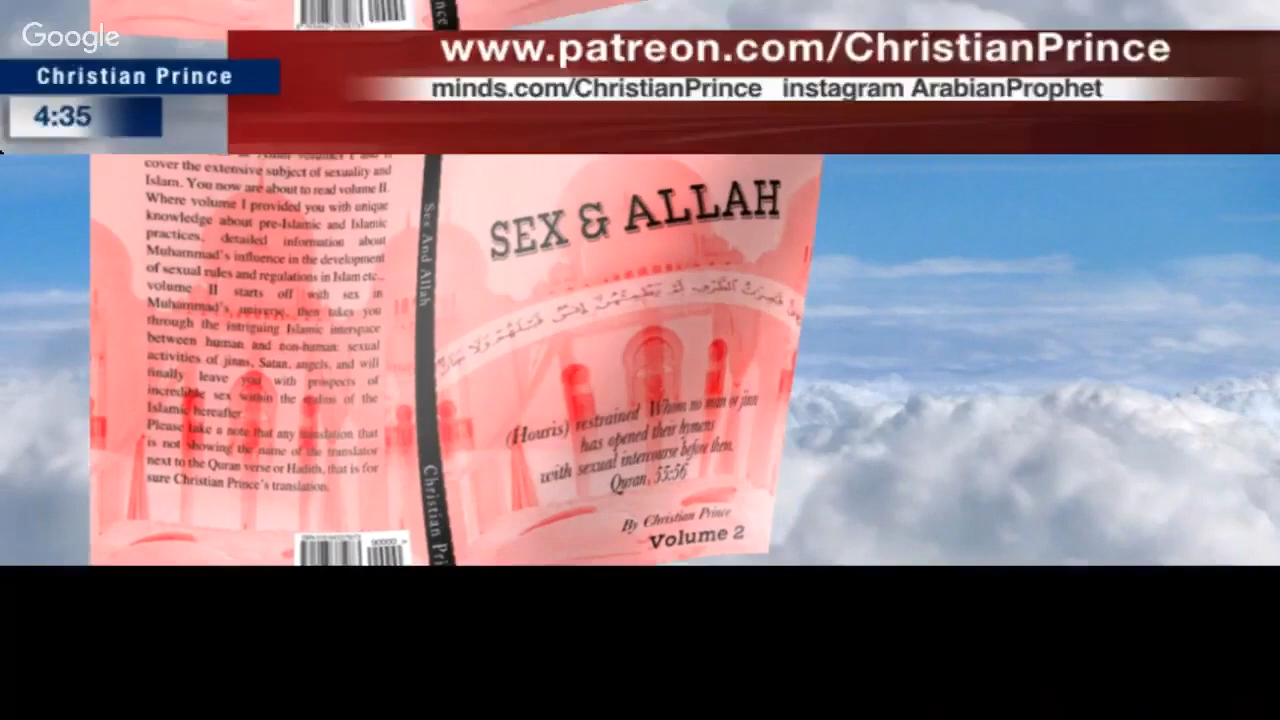 Google
nce
www.patreon.com/ChristianPrince
Christian Prince
minds.com/ChristianPrince instagram ArabianProphet
4:35
cover the extensive subject of sexuality and
Islam. You now are about to read volume II.
Where volume I provided you with unique
knowledge about pre-Islamic and Islamic
practices, detailed information about
Muhammad's influence in the development
of sexual rules and regulations in Islam etc.,
volume II starts off with sex in
Muhammad's universe, then takes you
through the intriguing Islamic interspace
between human and non-human sexual
activities of jinns, Satan, angels, and will
finally leave you with prospects of
incredible sex within the realms of the
Islamic hereafter.
Please take a note that any translation that
is not showing the name of the translator
next to the Quran verse or Hadith, that is for
sure Christian Prince's translation.
90000 >
Sex And Allah
Christian Pri
SEX & ALLAH
(Houris) restrained Whom no man or jinn
has opened their hymens
with sexual intercourse before them.
Quran, 55:56
By Christian Prince
Volume 2